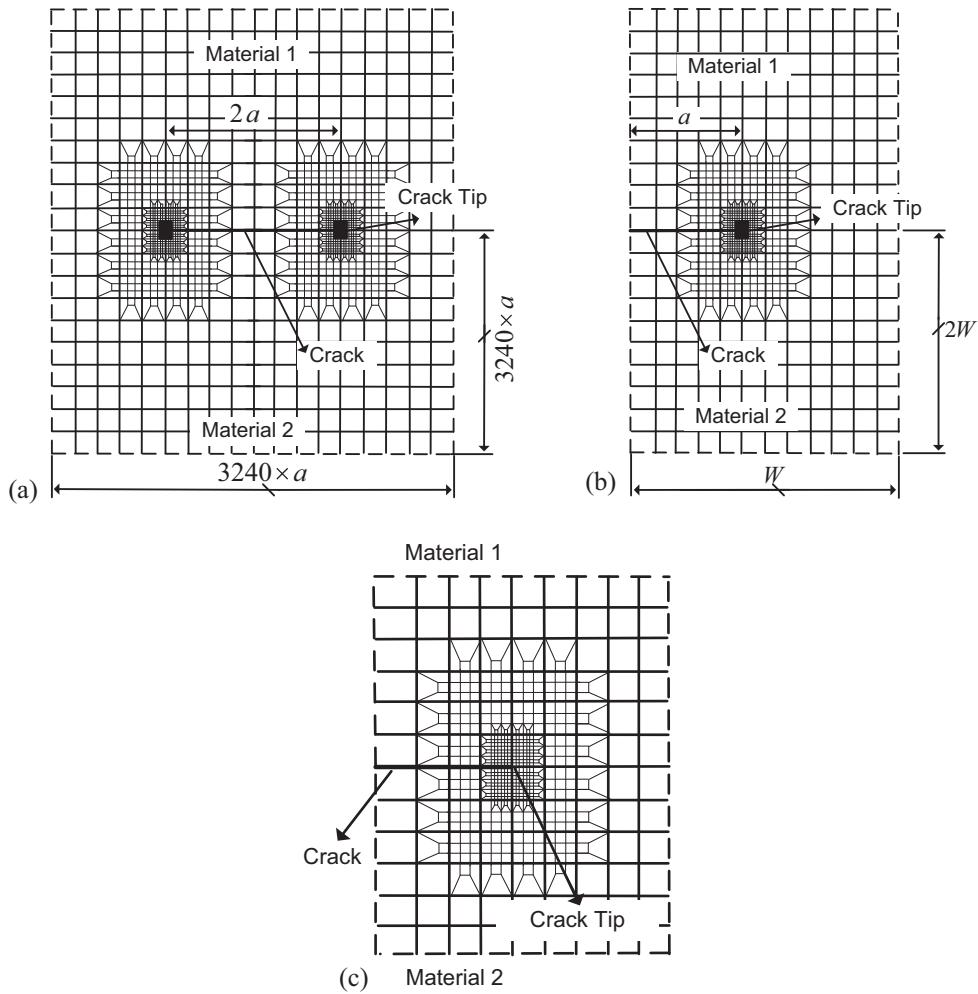 Material 1
2a
Crack Tip
Crack
3240×a
Material 2
3240×a
(a)
Material 1
a
Crack Tip
Crack
2W
Material 2
W
(b)
Material 1
Crack
Crack Tip
(c)
Material 2